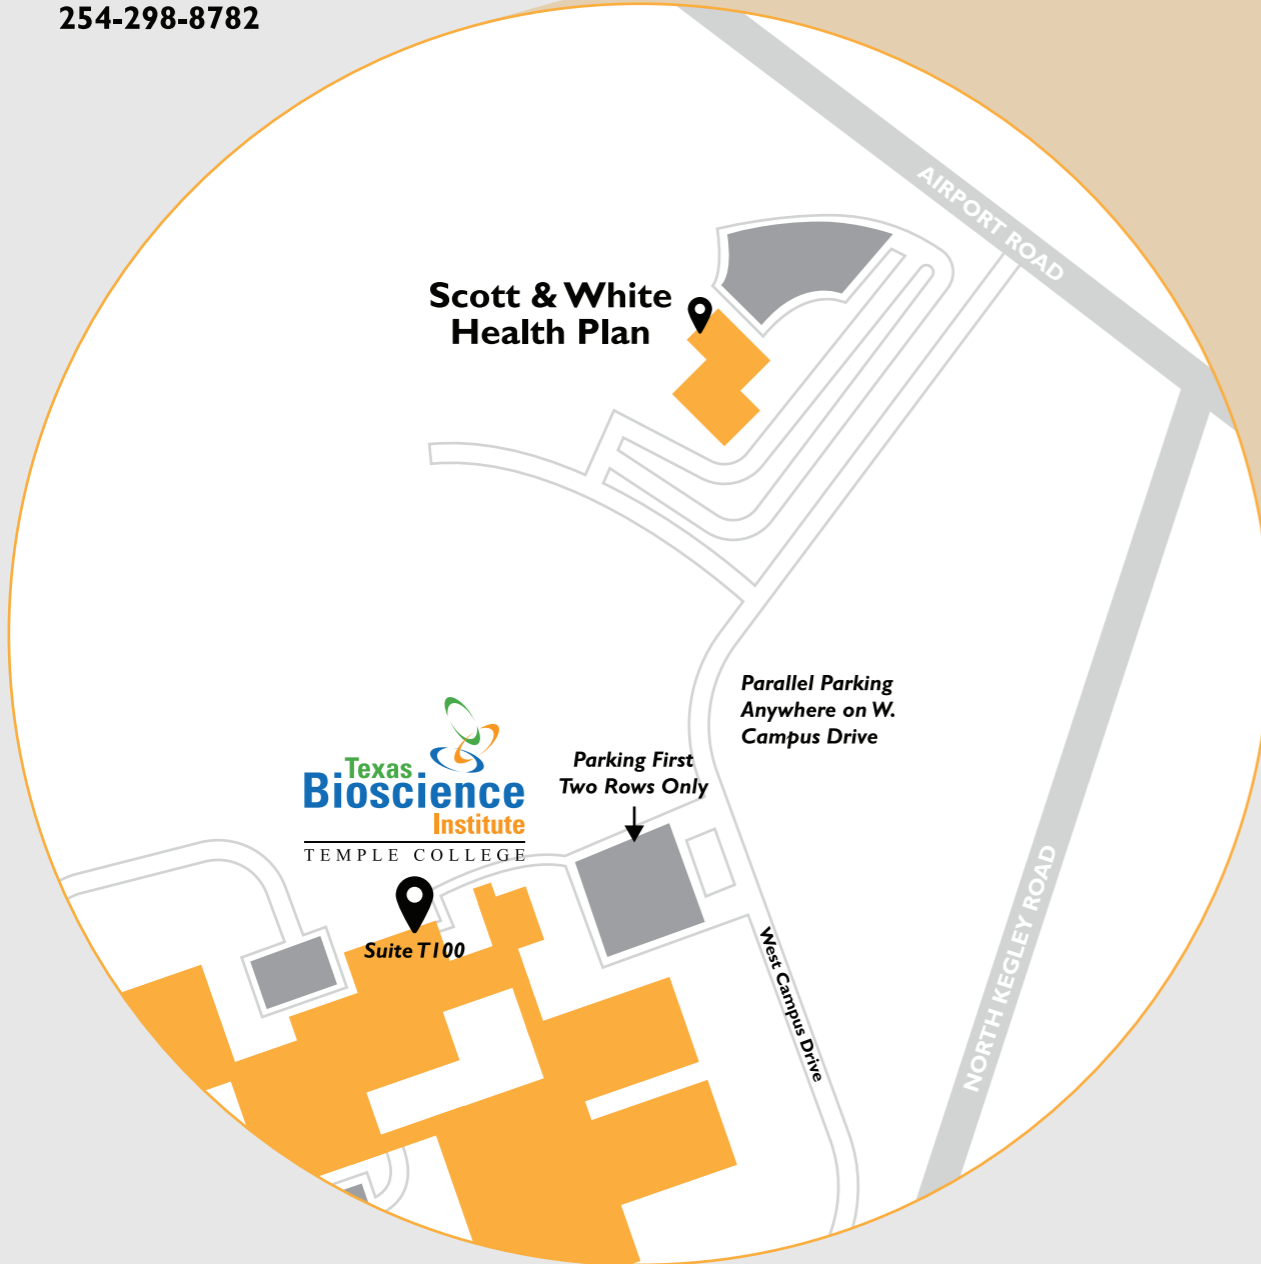 254-298-8782
AIRPORT ROAD
Scott & White
Health Plan
Parallel Parking
Anywhere on W.
Campus Drive
Texas
Bioscience
Institute
TEMPLE COLLEGE
Parking First
Two Rows Only
Suite T100
West Campus Drive
NORTH KEGLEY ROAD